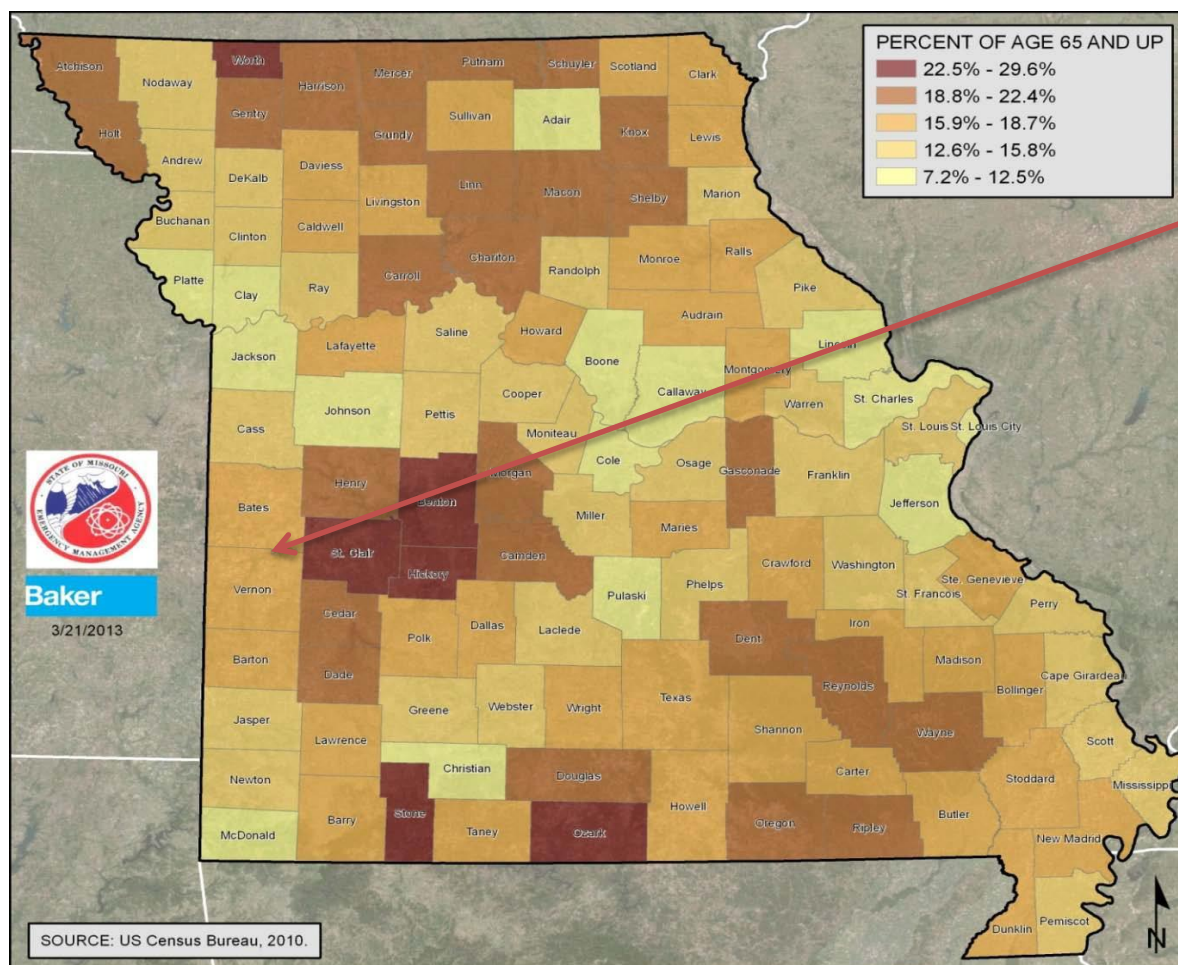 PERCENT OF AGE 65 AND UP
22.5% - 29.6%
18.8% - 22.4%
15.9% - 18.7%
12.6% - 15.8%
7.2% - 12.5%
Atchison
Nodaway
Worth
Harrison
Mercer
Putnam
Schuyler
Scotland
Clark
Gentry
Sullivan
Adair
Knox
Lewis
Holt
Grundy
Andrew
DeKalb
Daviess
Livingston
Linn
Macon
Shelby
Marion
Buchanan
Clinton
Caldwell
Chariton
Randolph
Monroe
Ralls
Pike
Platte
Clay
Ray
Carroll
Audrain
Jackson
Lafayette
Saline
Howard
Boone
Callaway
Montgomery
Lincoln
Johnson
Pettis
Cooper
Warren
St. Charles
Cass
Moniteau
St. Louis
St. Louis City
STATE OF MISSOURI
EMERGENCY MANAGEMENT AGENCY
Henry
Benton
Morgan
Cole
Osage
Gasconade
Franklin
Jefferson
Bates
Miller
Maries
St. Clair
Hickory
Camden
Crawford
Washington
Ste. Genevieve
Baker
3/21/2013
Vernon
Cedar
Pulaski
Phelps
St. Francois
Perry
Polk
Dallas
Laclede
Dent
Iron
Barton
Dade
Madison
Cape Girardeau
Reynolds
Bollinger
Jasper
Greene
Webster
Wright
Texas
Shannon
Wayne
Scott
Lawrence
Newton
Christian
Douglas
Carter
Stoddard
Mississippi
McDonald
Barry
Stone
Taney
Ozark
Howell
Oregon
Ripley
Butler
New Madrid
Dunklin
Pemiscot
N
SOURCE: US Census Bureau, 2010.